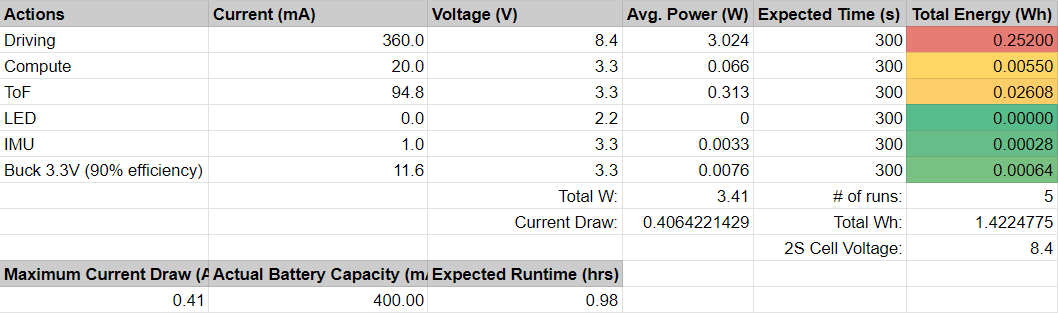 Actions Current (mA) Voltage (V) Avg. Power (W) Expected Time (s) Total Energy (Wh)
Driving 360.0 8.4 3.024 300 0.25200
Compute 20.0 3.3 0.066 300 0.00550
ToF 94.8 3.3 0.313 300 0.02608
LED 0.0 2.2 0 300 0.00000
IMU 1.0 3.3 0.0033 300 0.00028
Buck 3.3V (90% efficiency) 11.6 3.3 0.0076 300 0.00064
Total W: 3.41 # of runs: 5
Current Draw: 0.4064221429 Total Wh: 1.4224775
2S Cell Voltage: 8.4
Maximum Current Draw (A Actual Battery Capacity (mA Expected Runtime (hrs)
0.41 400.00 0.98